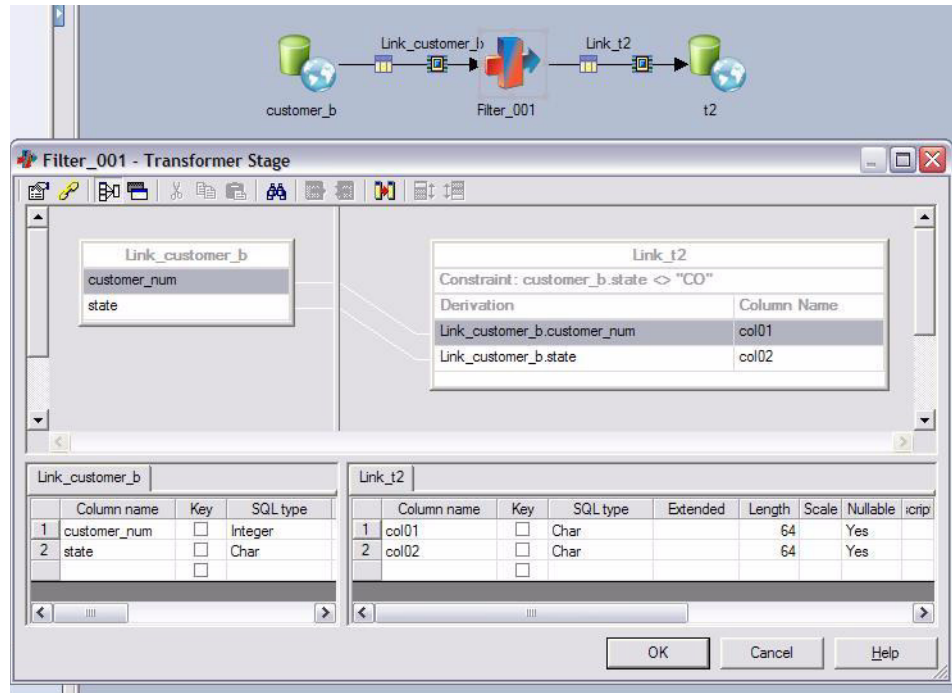 Link_customer_b
Link_t2
customer_b
Filter_001
t2
Filter_001 - Transformer Stage
Link_customer_b
customer_num
state
Link_t2
Constraint: customer_b.state <> "CO"
Derivation Column Name
Link_customer_b.customer_num col01
Link_customer_b.state col02
Link_customer_b
Column name Key SQL type
1 customer_num Integer
2 state Char
Link_t2
Column name Key SQL type Extended Length Scale Nullable scrip
1 col01 Char 64 Yes
2 col02 Char 64 Yes
OK Cancel Help